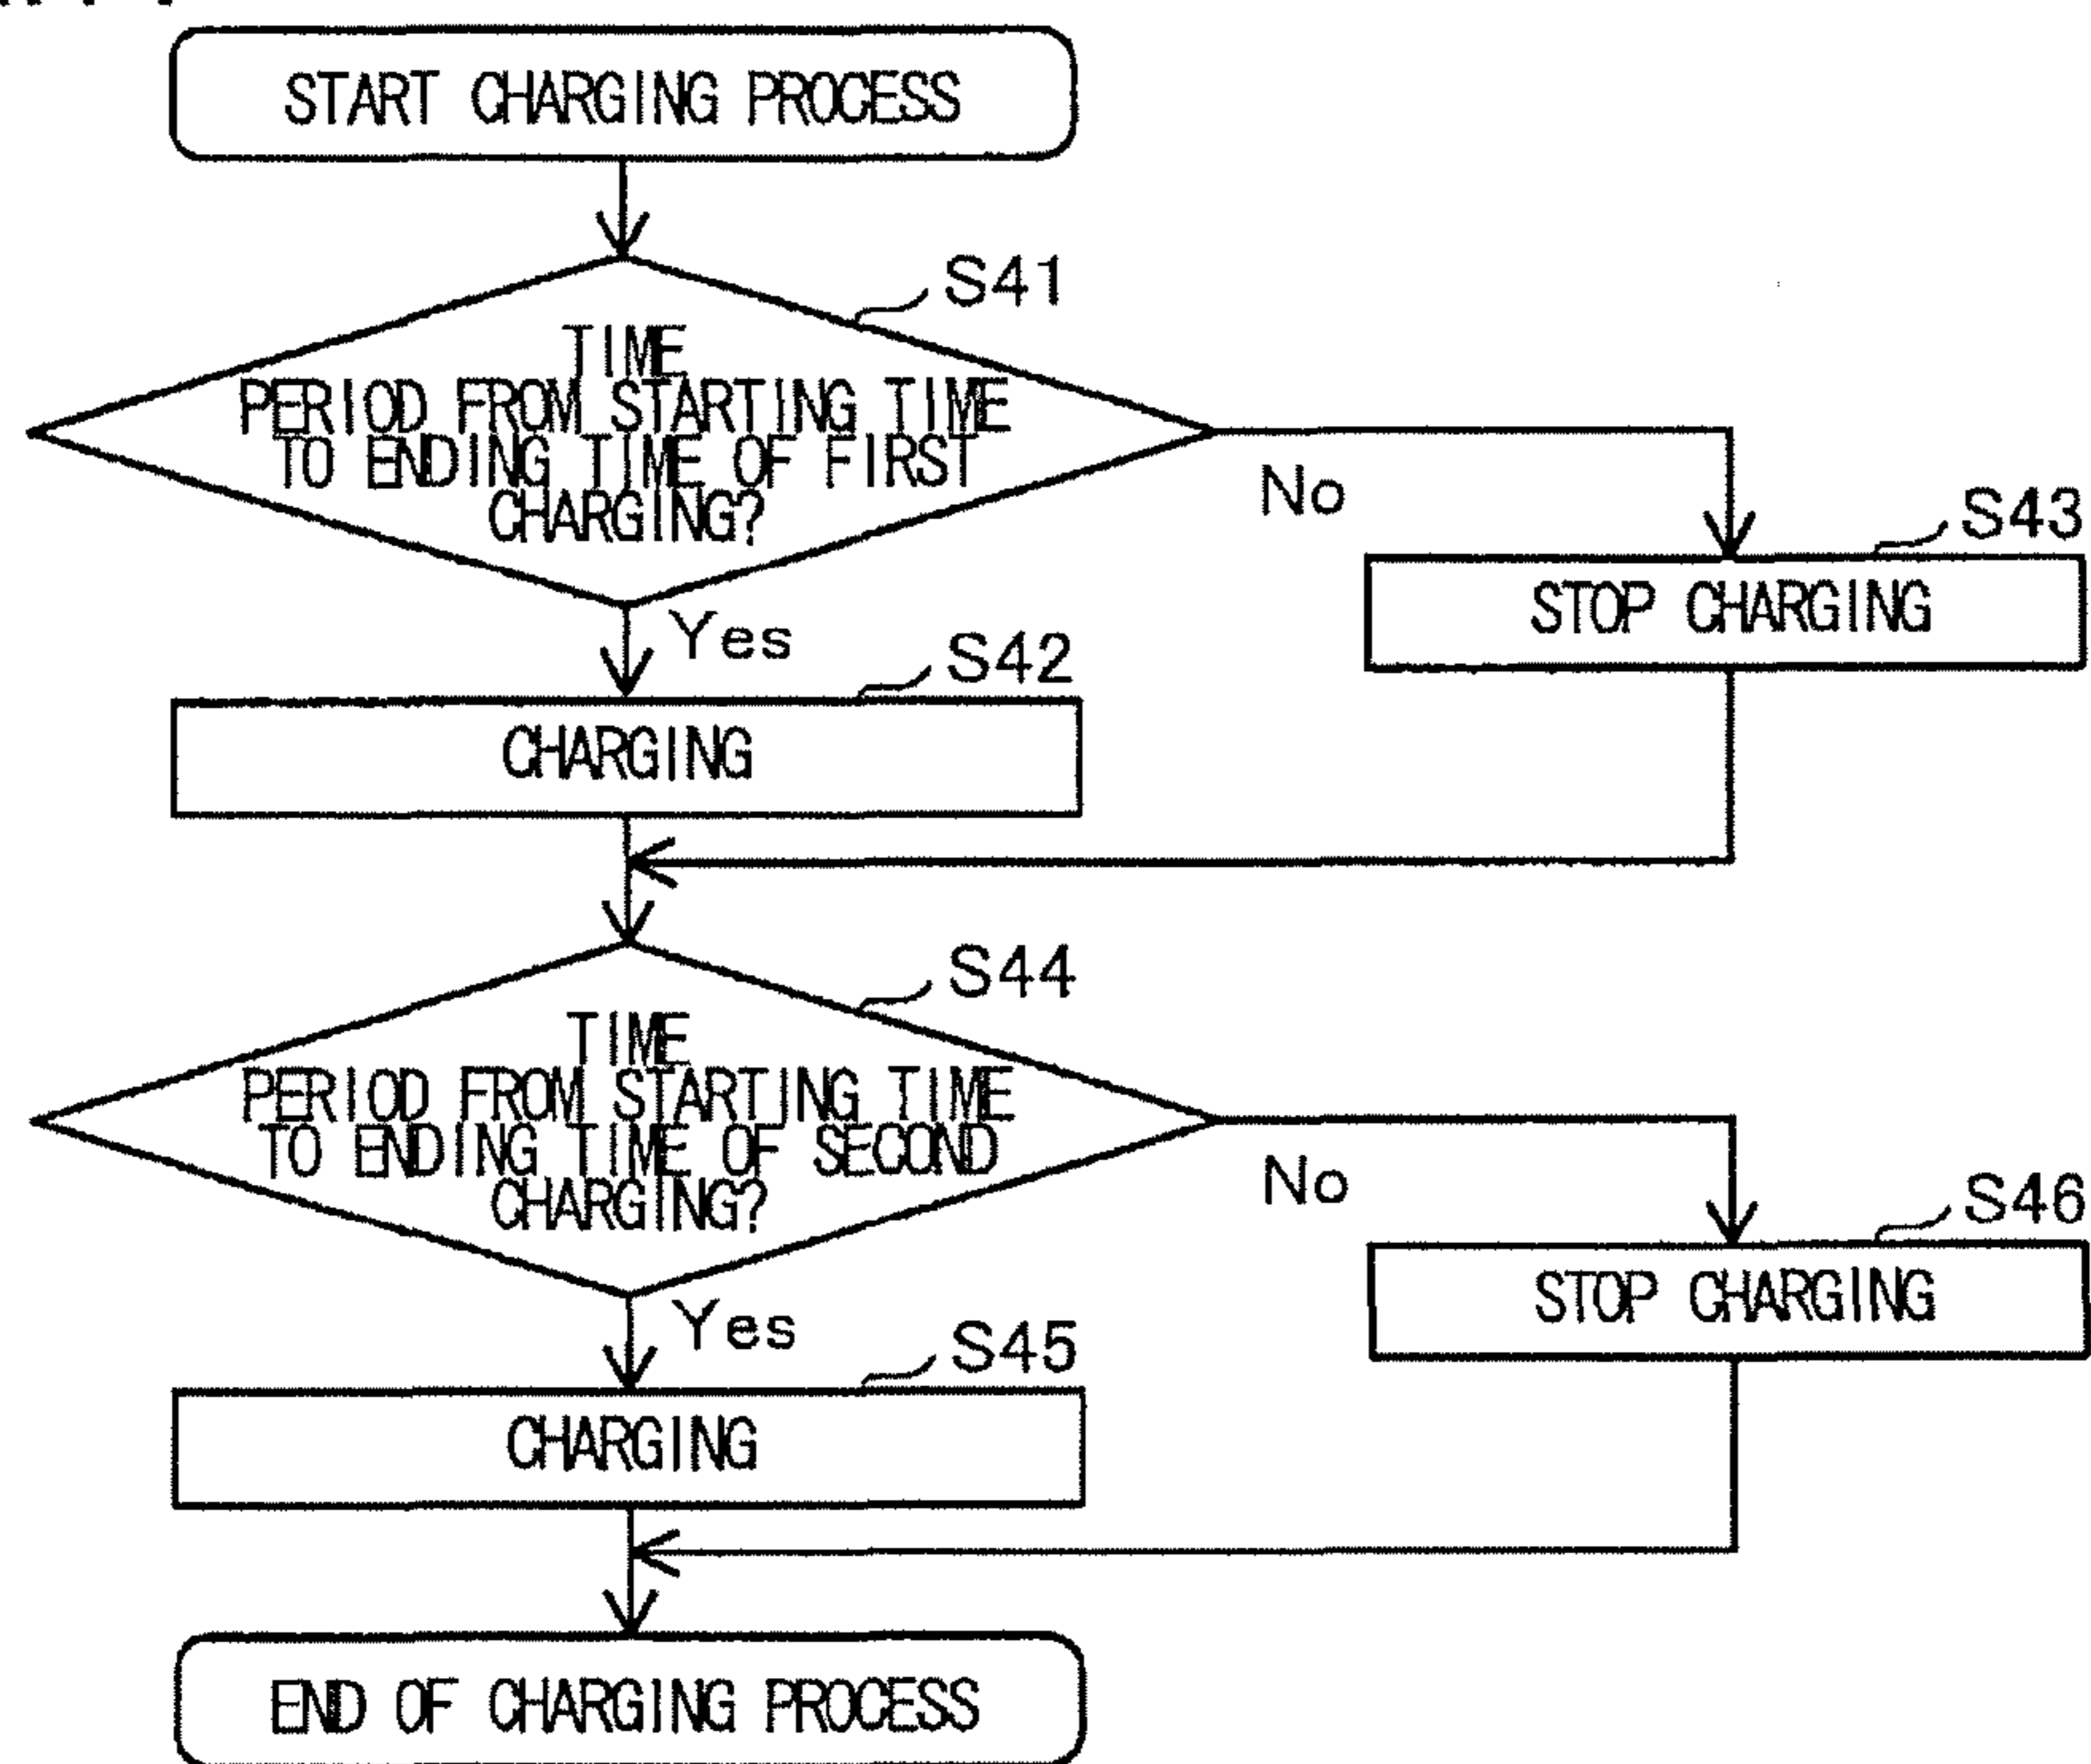 START CHARGING PROCESS
S41
TIME
PERIOD FROM STARTING TIME
TO ENDING TIME OF FIRST
CHARGING?
No
S43
STOP CHARGING
Yes
S42
CHARGING
S44
TIME
PERIOD FROM STARTING TIME
TO ENDING TIME OF SECOND
CHARGING?
No
S46
STOP CHARGING
Yes
S45
CHARGING
END OF CHARGING PROCESS